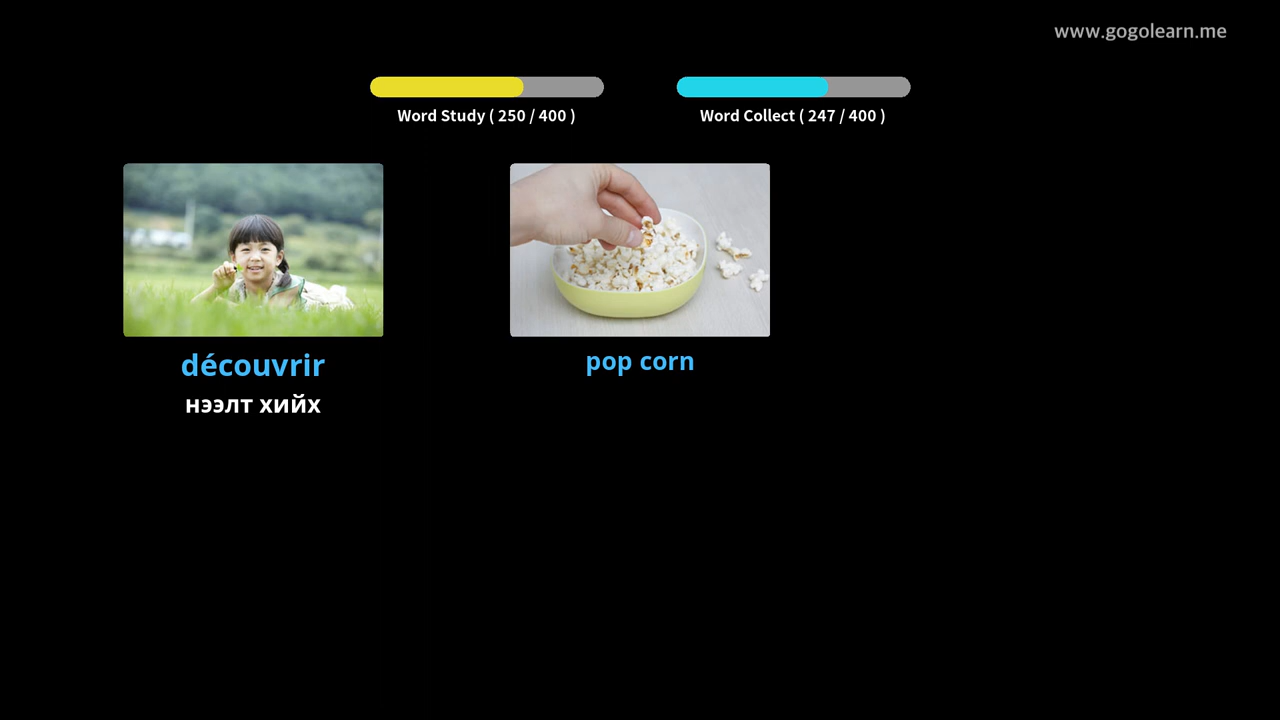 www.gogolearn.me
Word Study ( 250 / 400 )
Word Collect ( 247 / 400 )
découvrir
нээлт хийх
pop corn